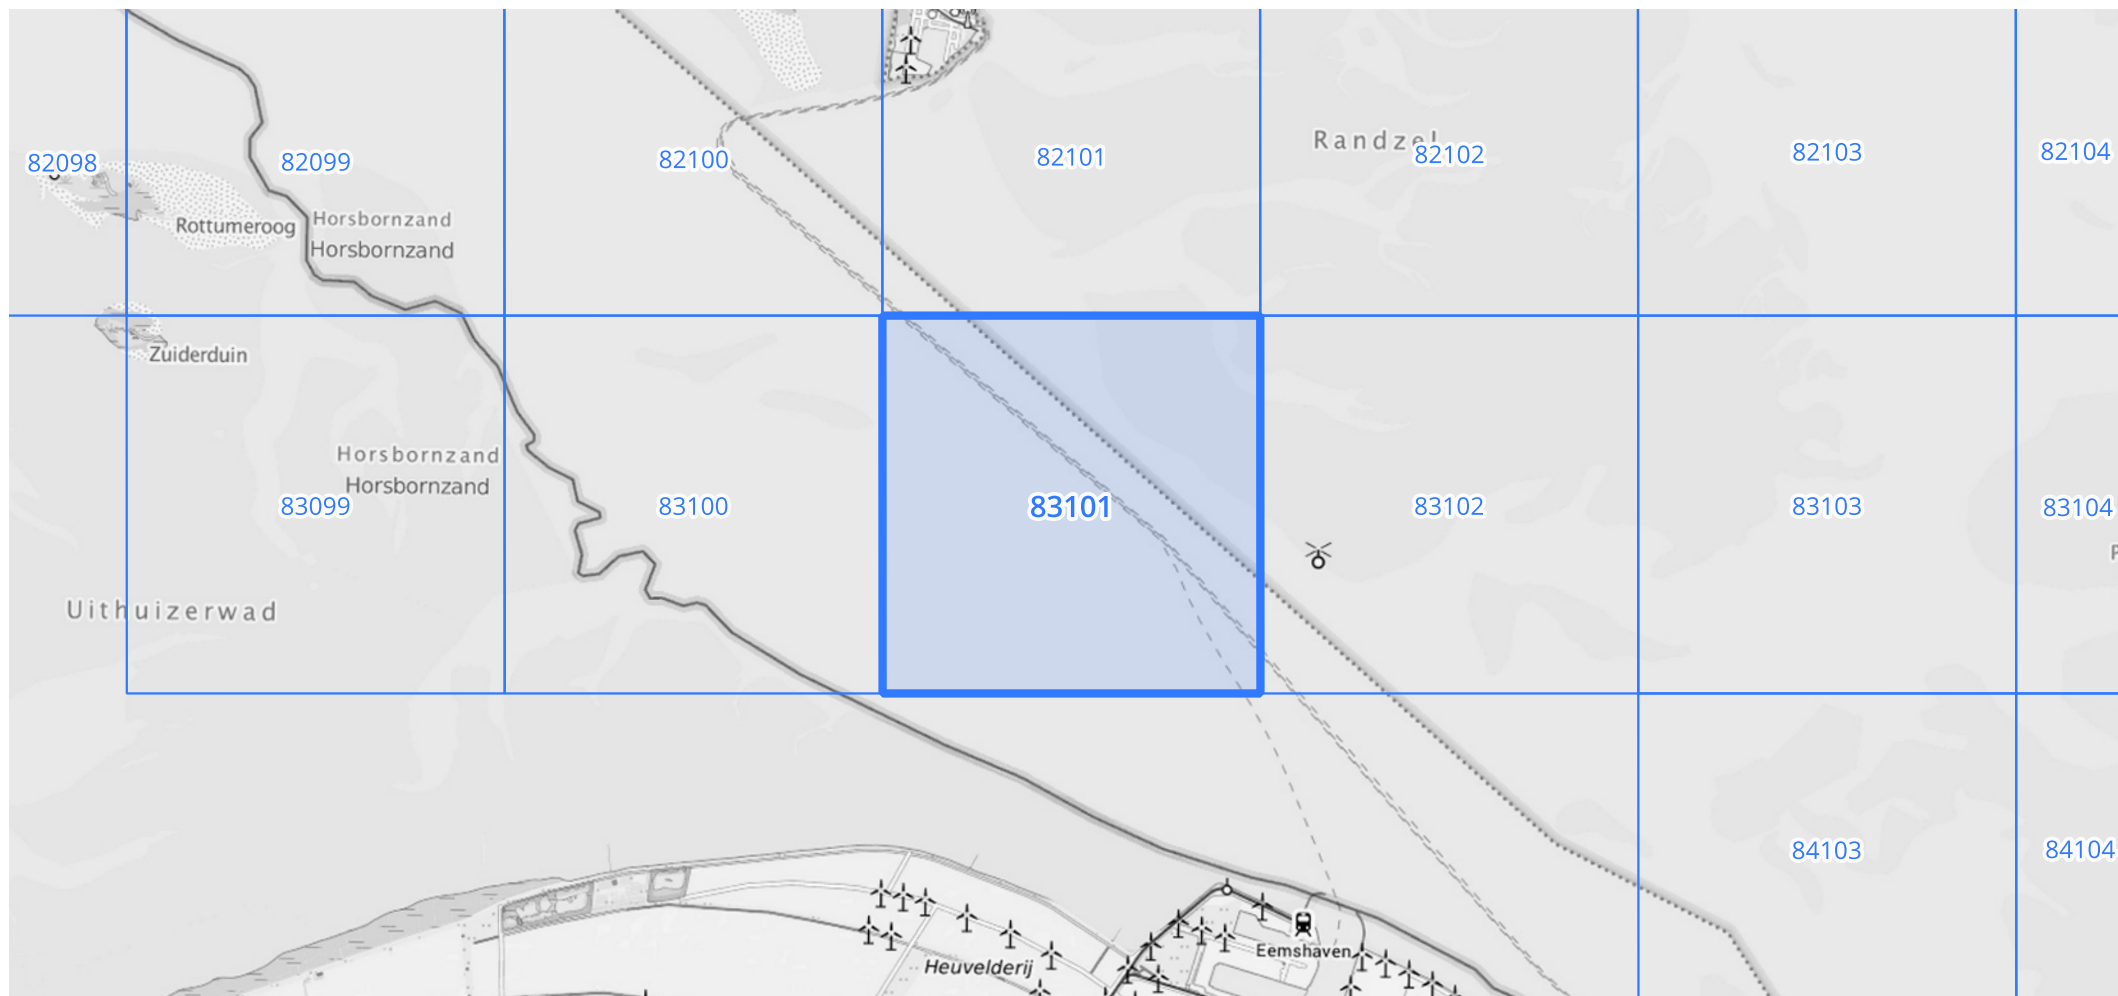 Randzel
82098
82099
82100
82101
82102
82103
82104
Rottumeroog
Horsbornzand
Horsbornzand
Zuiderduin
Horsbornzand
Horsbornzand
83099
83100
83101
83102
83103
83104
Uithuizerwad
84103
84104
Heuvelderij
Eemshaven